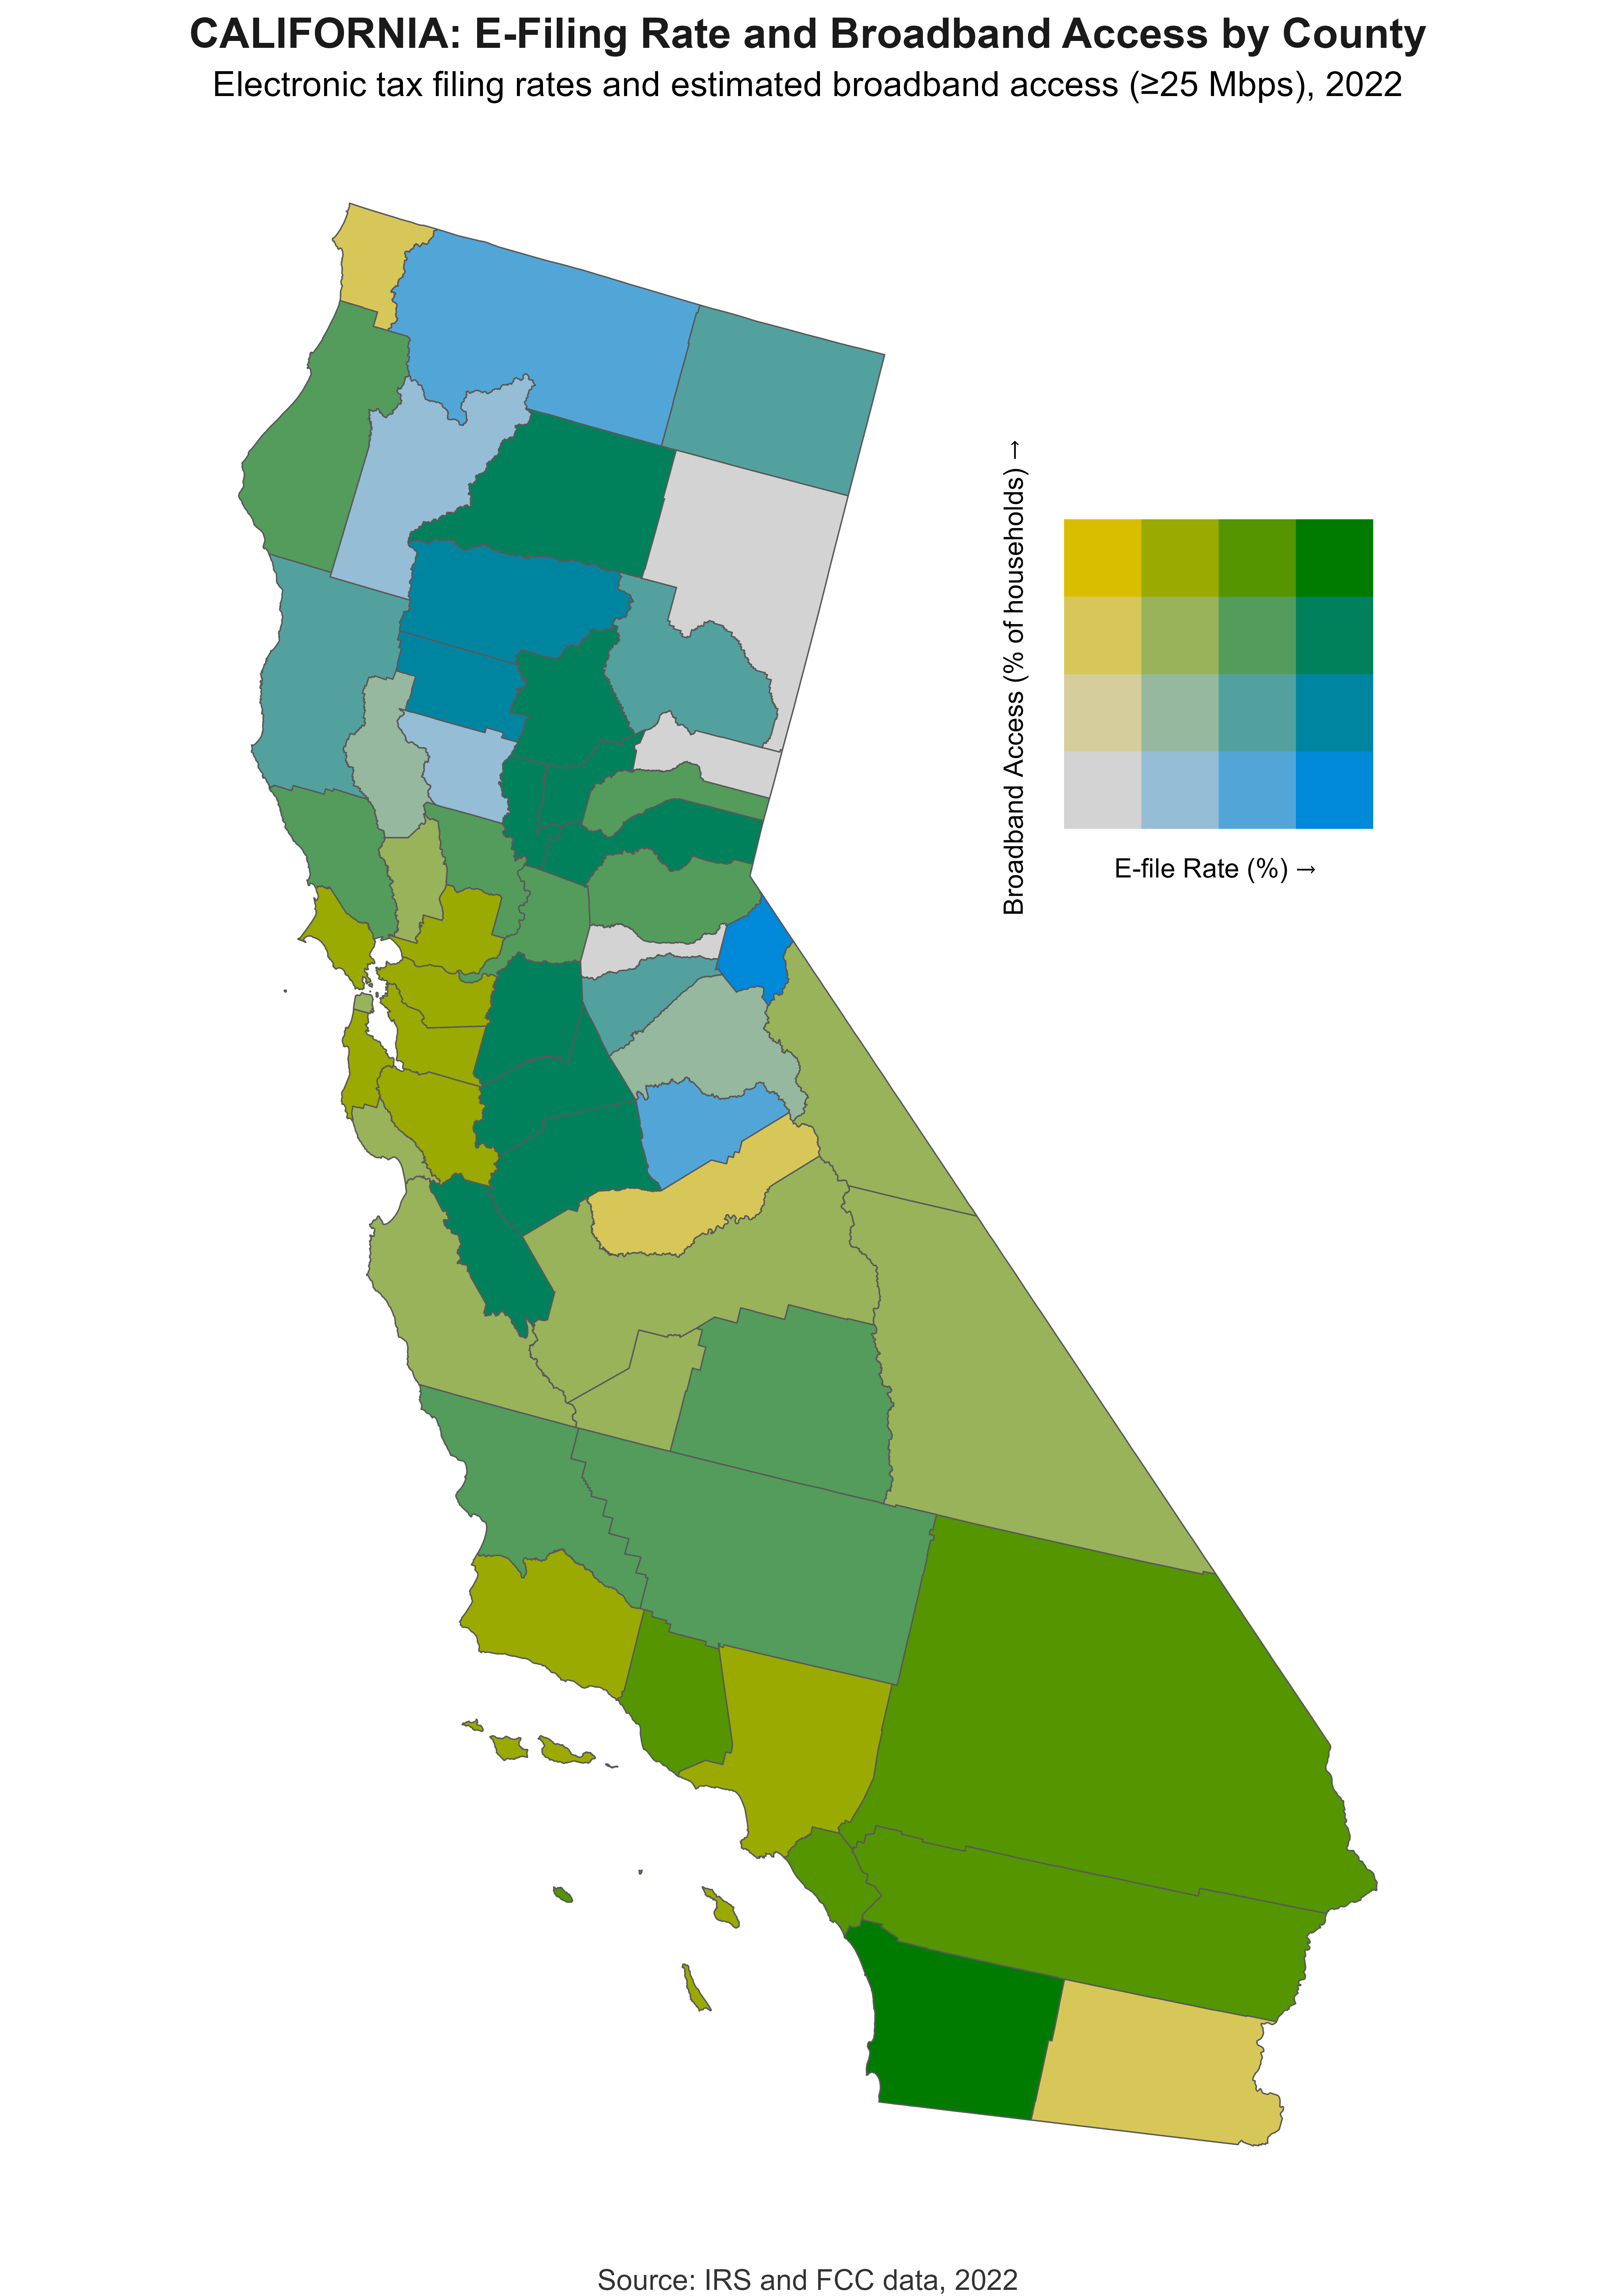 CALIFORNIA: E-Filing Rate and Broadband Access by County
Electronic tax filing rates and estimated broadband access (≥25 Mbps), 2022
Broadband Access (% of households) →
E-file Rate (%) →
Source: IRS and FCC data, 2022